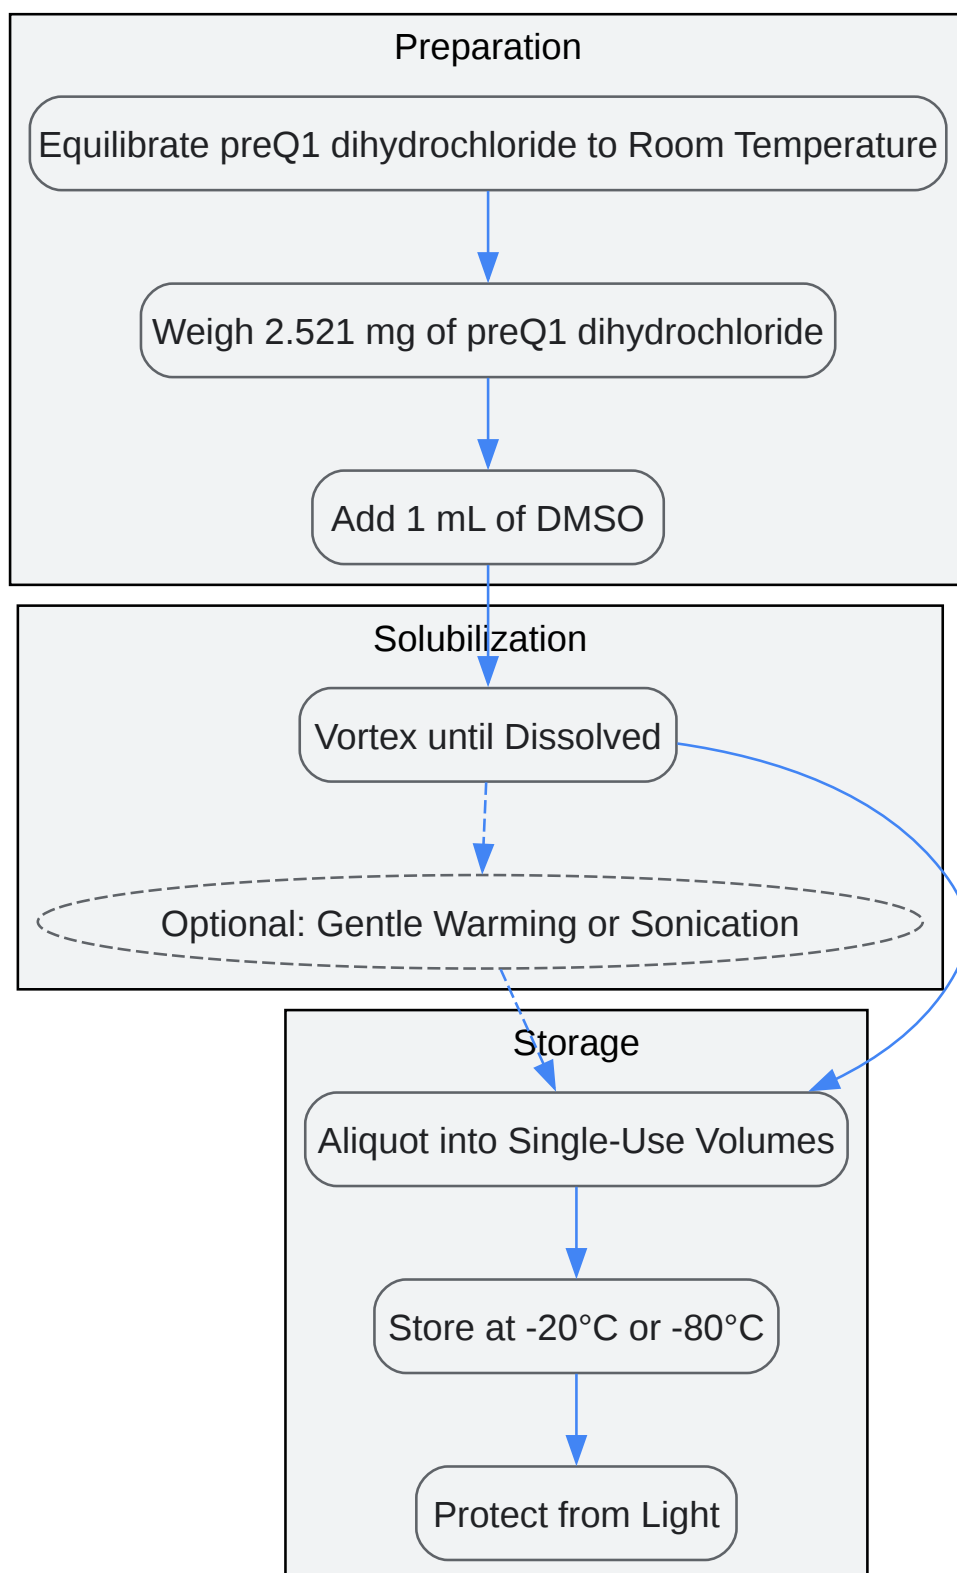 Preparation
Equilibrate preQ1 dihydrochloride to Room Temperature
Weigh 2.521 mg of preQ1 dihydrochloride
Add 1 mL of DMSO
Solubilization
Vortex until Dissolved
Optional: Gentle Warming or Sonication
Storage
Aliquot into Single-Use Volumes
Store at -20°C or -80°C
Protect from Light